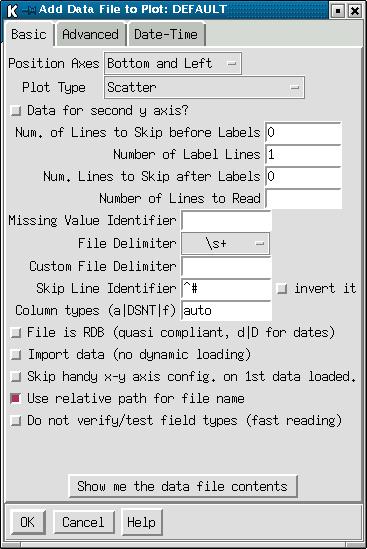 Add Data File to Plot: DEFAULT
Basic Advanced Date-Time
Position Axes Bottom and Left
Plot Type Scatter
Data for second y axis?
Num. of Lines to Skip before Labels 0
Number of Label Lines 1
Num. Lines to Skip after Labels 0
Number of Lines to Read
Missing Value Identifier
File Delimiter \s+
Custom File Delimiter
Skip Line Identifier ^# invert it
Column types (a|DSNT|f) auto
File is RDB (quasi compliant, d|D for dates)
Import data (no dynamic loading)
Skip handy x-y axis config. on 1st data loaded.
Use relative path for file name
Do not verify/test field types (fast reading)
Show me the data file contents
OK Cancel Help